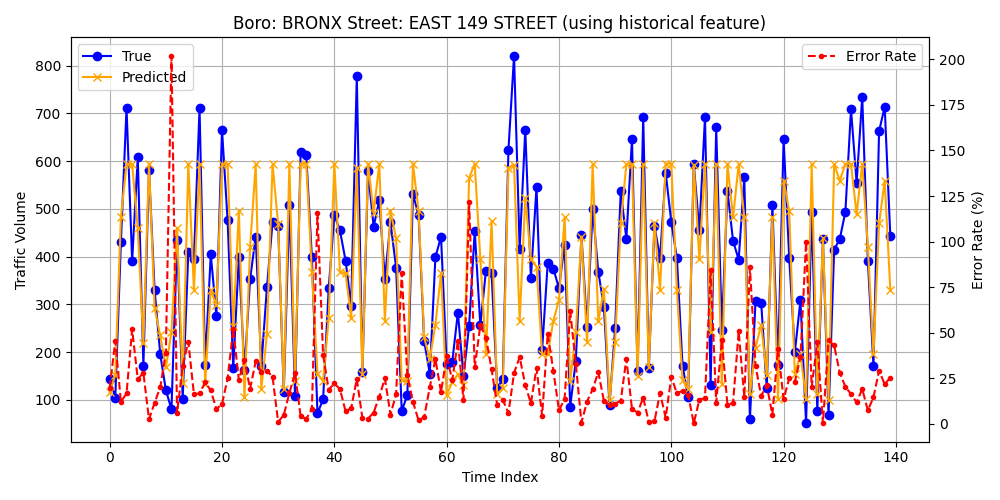 Boro: BRONX Street: EAST 149 STREET (using historical feature)
True
Predicted
Error Rate
800
700
600
500
400
300
200
100
Traffic Volume
200
175
150
125
100
75
50
25
0
Error Rate (%)
0 20 40 60 80 100 120 140
Time Index